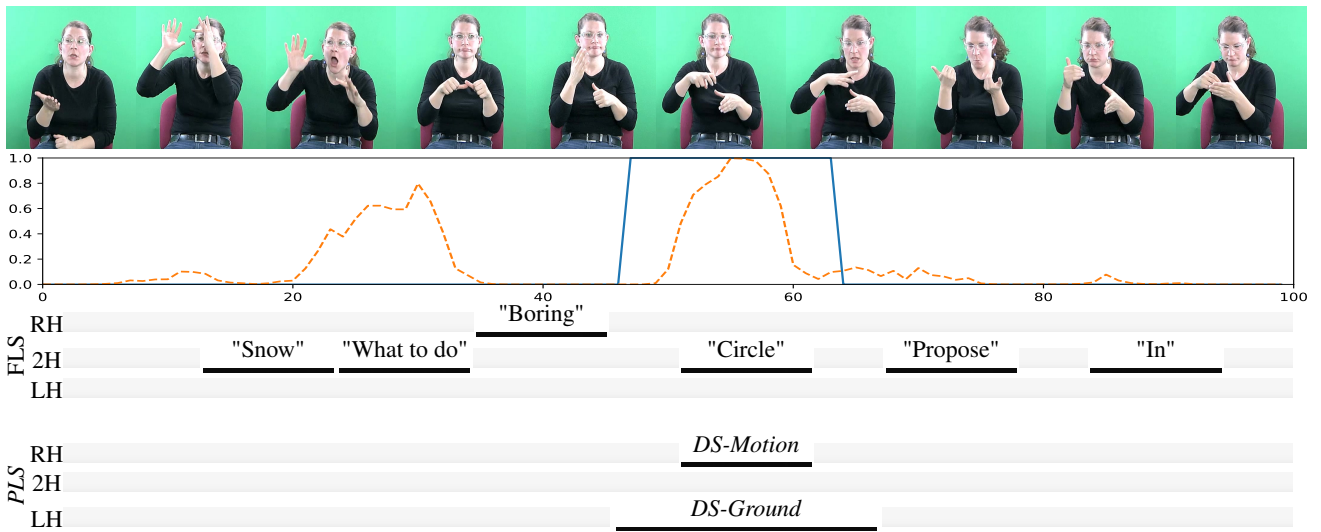 1.0
0.8
0.6
0.4
0.2
0.0
0 20 40 60 80 100
FLS
RH "Boring"
2H "Snow" "What to do" "Circle" "Propose" "In"
LH
PLS
RH DS-Motion
2H
LH DS-Ground